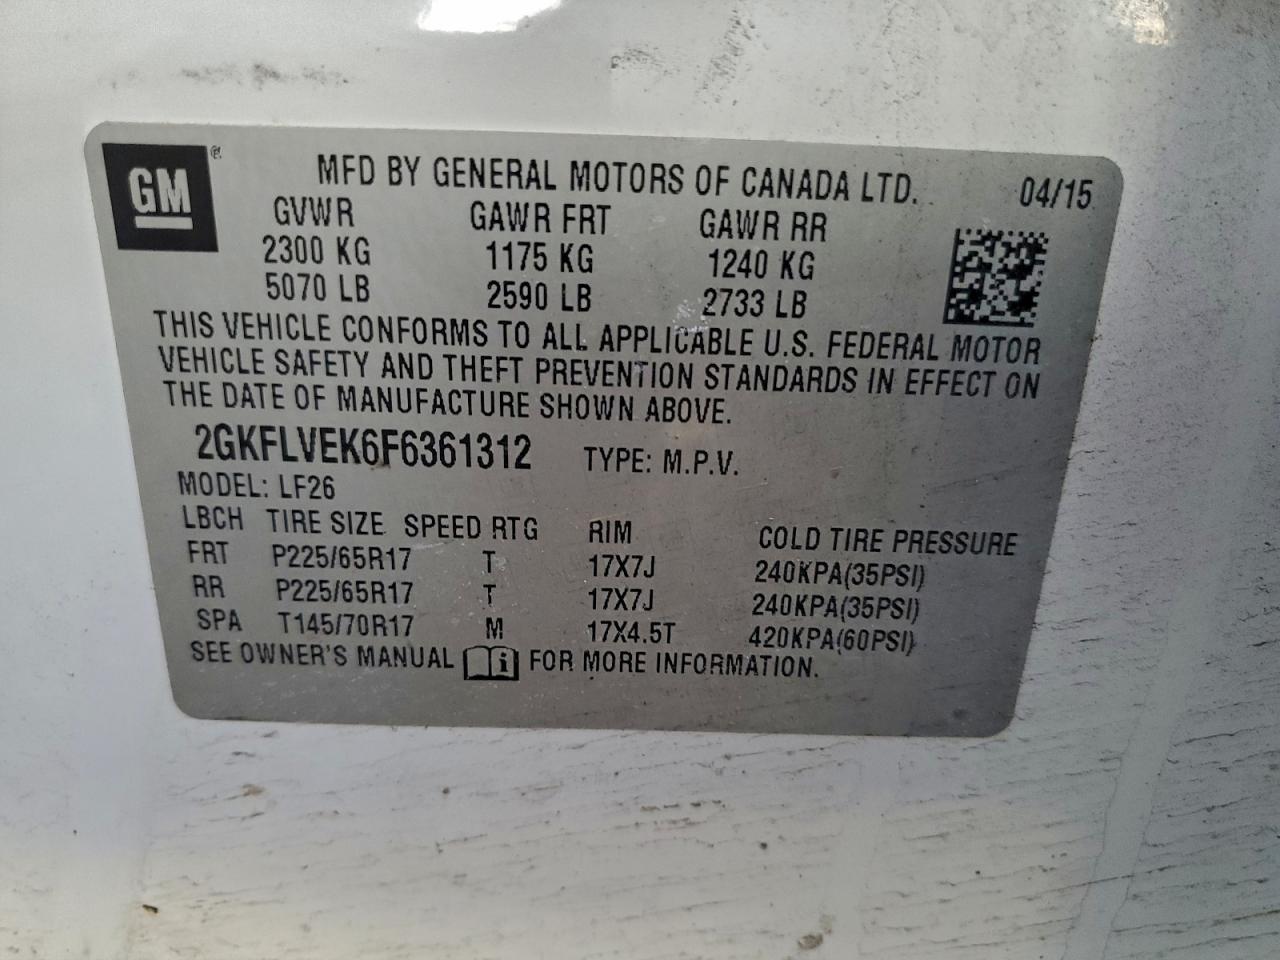 GM®
MFD BY GENERAL MOTORS OF CANADA LTD. 04/15
GVWR GAWR FRT GAWR RR
2300 KG 1175 KG 1240 KG
5070 LB 2590 LB 2733 LB
THIS VEHICLE CONFORMS TO ALL APPLICABLE U.S. FEDERAL MOTOR
VEHICLE SAFETY AND THEFT PREVENTION STANDARDS IN EFFECT ON
THE DATE OF MANUFACTURE SHOWN ABOVE.
2GKFLVEK6F6361312 TYPE: M.P.V.
MODEL: LF26
LBCH TIRE SIZE SPEED RTG RIM COLD TIRE PRESSURE
FRT P225/65R17 T 17X7J 240KPA(35PSI)
RR P225/65R17 T 17X7J 240KPA(35PSI)
SPA T145/70R17 M 17X4.5T 420KPA(60PSI)
SEE OWNER'S MANUAL i FOR MORE INFORMATION.